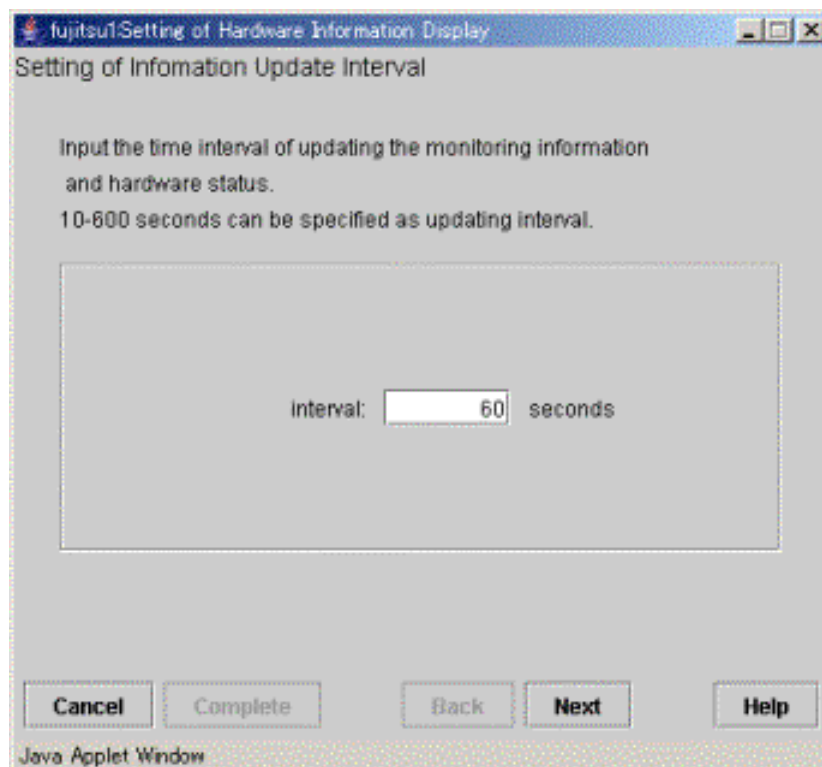 fujitsu1:Setting of Hardware Information Display
Setting of Infomation Update Interval
Input the time interval of updating the monitoring information
and hardware status.
10-600 seconds can be specified as updating interval.
interval: 60 seconds
Cancel Complete Back Next Help
Java Applet Window